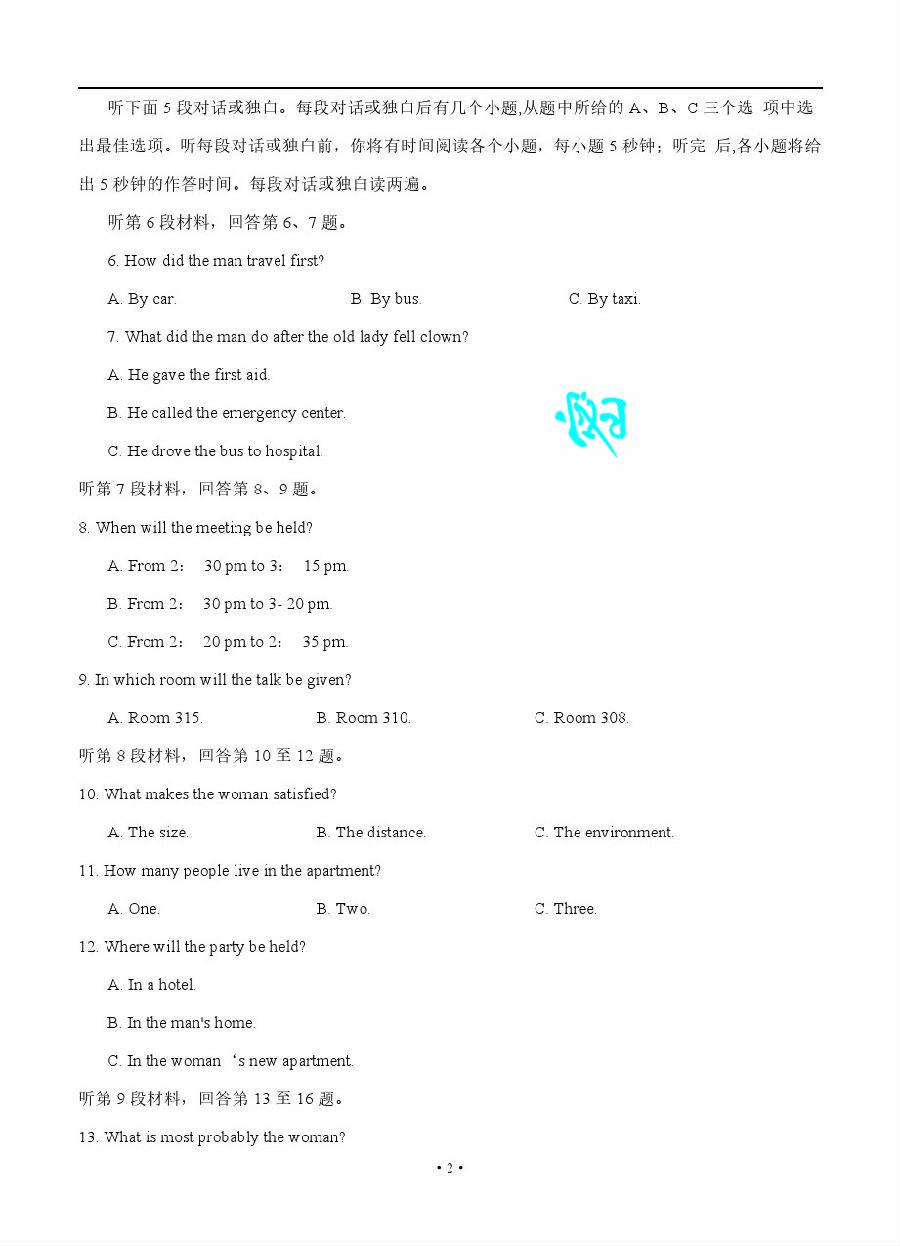 听下面 5 段对话或独白。每段对话或独白后有几个小题,从题中所给的 A、B、C 三个选 项中选
出最佳选项。听每段对话或独白前，你将有时间阅读各个小题，每小题 5 秒钟；听完 后,各小题将给
出 5 秒钟的作答时间。每段对话或独白读两遍。
听第 6 段材料，回答第 6、7 题。
6. How did the man travel first?
A. By car. B By bus. C. By taxi.
7. What did the man do after the old lady fell clown?
A. He gave the first aid.
B. He called the emergency center.
C. He drove the bus to hospital.
听第 7 段材料，回答第 8、9 题。
8. When will the meeting be held?
A. From 2： 30 pm to 3： 15 pm.
B. From 2： 30 pm to 3- 20 pm.
C. From 2： 20 pm to 2： 35 pm.
9. In which room will the talk be given?
A. Room 315. B. Room 310. C. Room 308.
听第 8 段材料，回答第 10 至 12 题。
10. What makes the woman satisfied?
A. The size. B. The distance. C. The environment.
11. How many people live in the apartment?
A. One. B. Two. C. Three.
12. Where will the party be held?
A. In a hotel.
B. In the man's home.
C. In the woman ‘s new apartment.
听第 9 段材料，回答第 13 至 16 题。
13. What is most probably the woman?
• 2 •